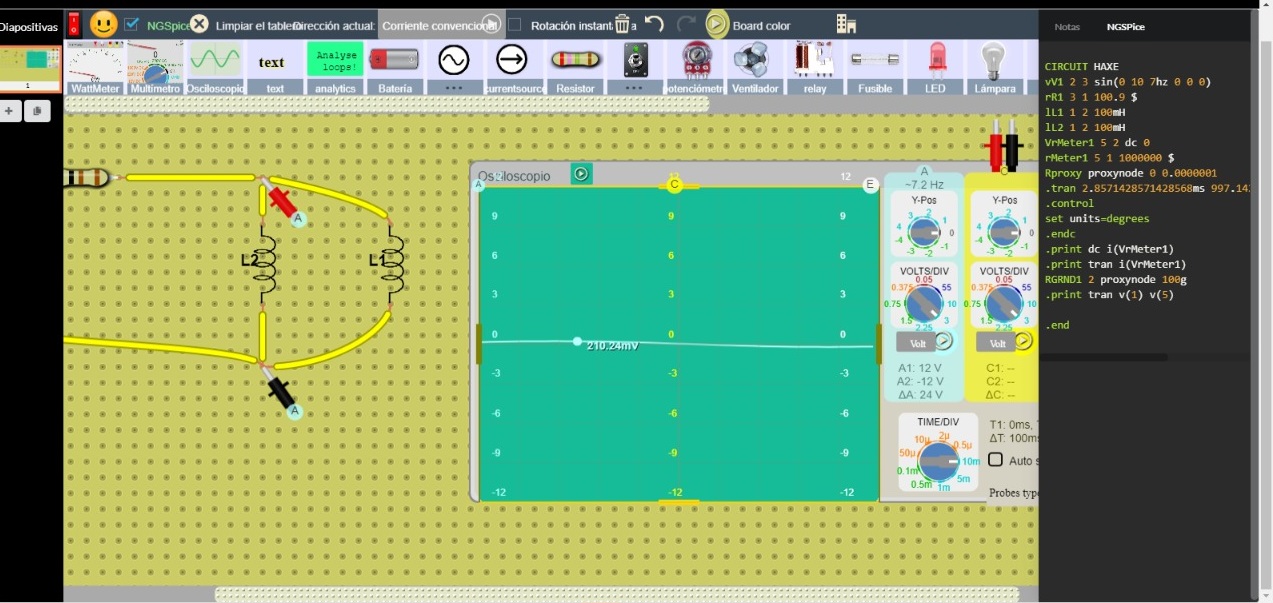 Diapositivas
NGSpice
Limpiar el tablero
Dirección actual:
Corriente convencional
Rotación instant
a
Board color
Notas
NGSPice
WattMeter
Multímetro
Osciloscopio
text
text
Analyse
loops!
analytics
Batería
...
urrentsourc
Resistor
...
otenciómetr
Ventilador
relay
Fusible
LED
Lámpara
1
+
CIRCUIT HAXE
vV1 2 3 sin(0 10 7hz 0 0 0)
rR1 3 1 100.9 $
lL1 1 2 100mH
lL2 1 2 100mH
VrMeter1 5 2 dc 0
rMeter1 5 1 1000000 $
Rproxy proxynode 0 0.0000001
.tran 2.8571428571428568ms 997.14
.control
set units=degrees
.endc
.print dc i(VrMeter1)
.print tran i(VrMeter1)
RGRND1 2 proxynode 100g
.print tran v(1) v(5)
.end
L2
L1
A
A
Osciloscopio
A
C
E
12
9 9 9
6 6 6
3 3 3
0 0 0
210.24mV
-3 -3 -3
-6 -6 -6
-9 -9 -9
-12 -12 -12
A
~7.2 Hz
Y-Pos
4 3 2 1 0 -1 -2 -3 -4
VOLTS/DIV
0.05
0.375 55
0.75 10
1.5 3
2.25
Volt
A1: 12 V
A2: -12 V
ΔA: 24 V
C
Y-Pos
4 3 2 1 0 -1 -2 -3 -4
VOLTS/DIV
0.05
0.375 55
0.75 10
1.5 3
2.25
Volt
C1: --
C2: --
ΔC: --
TIME/DIV
10µ 2µ 0.5µ
50µ 10m
0.1m 5m
0.5m 1m
T1: 0ms,
ΔT: 100ms
Auto s
Probes type